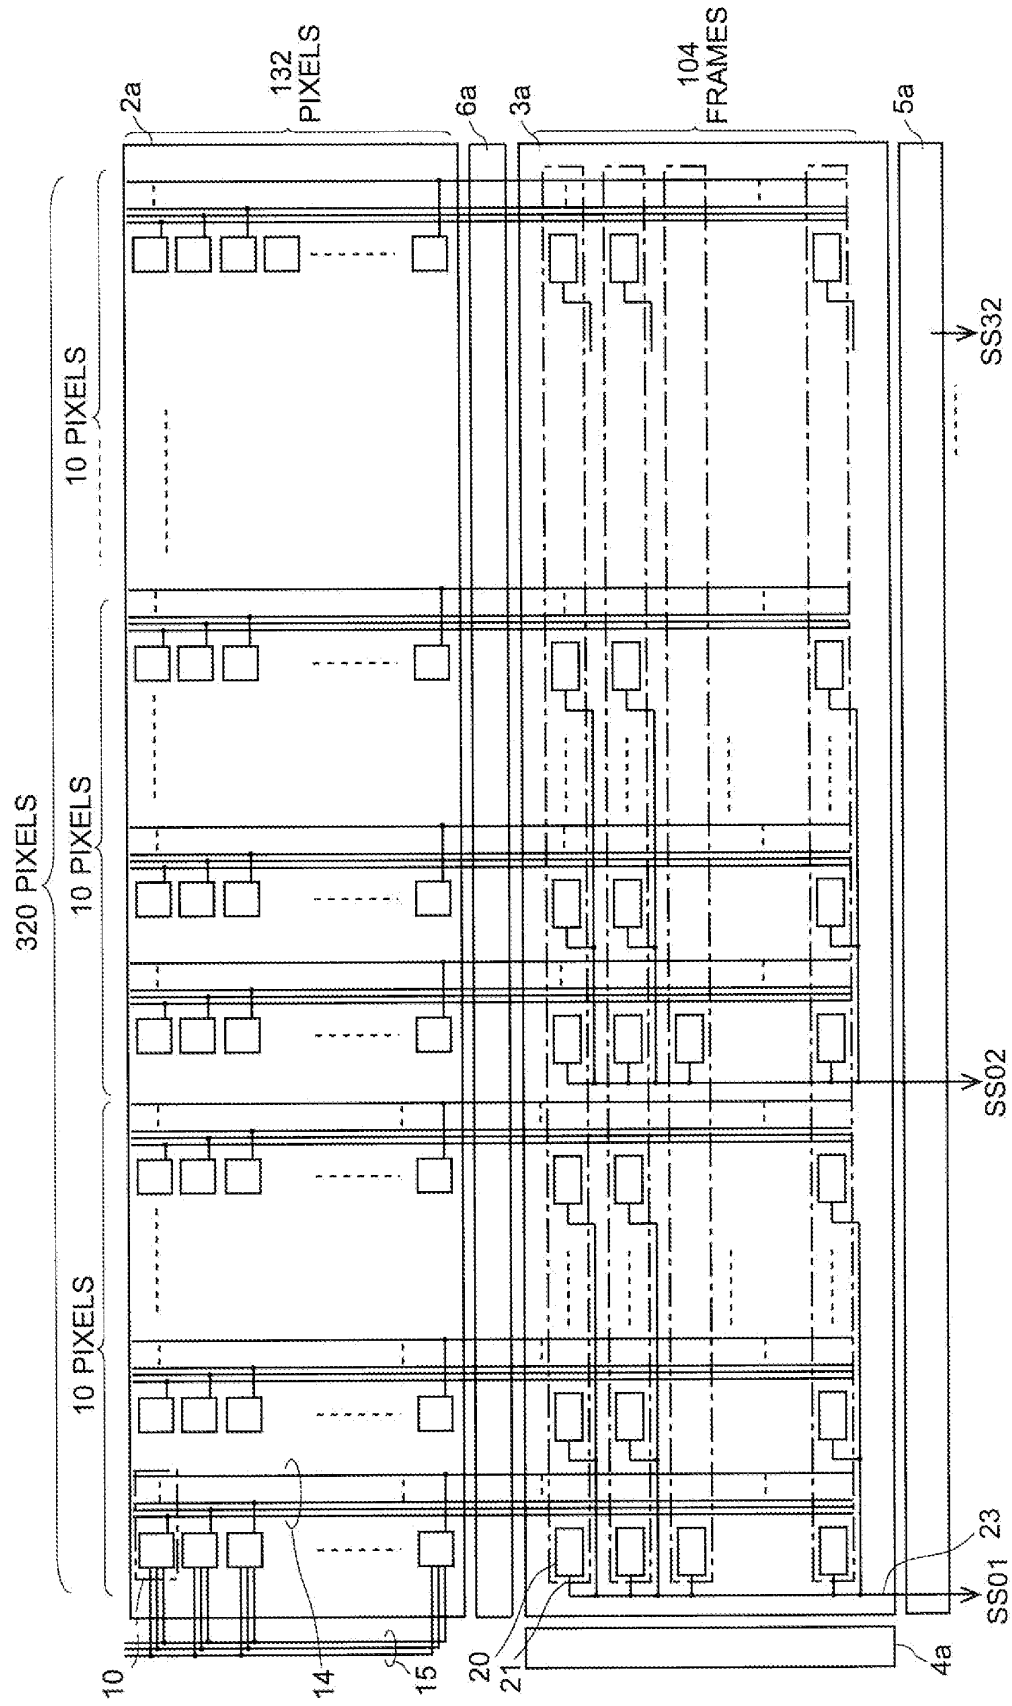 320 PIXELS
10 PIXELS
10 PIXELS
10 PIXELS
10
14
15
2a
132
PIXELS
6a
20
21
3a
104
FRAMES
4a
5a
23
SS01
SS02
SS32